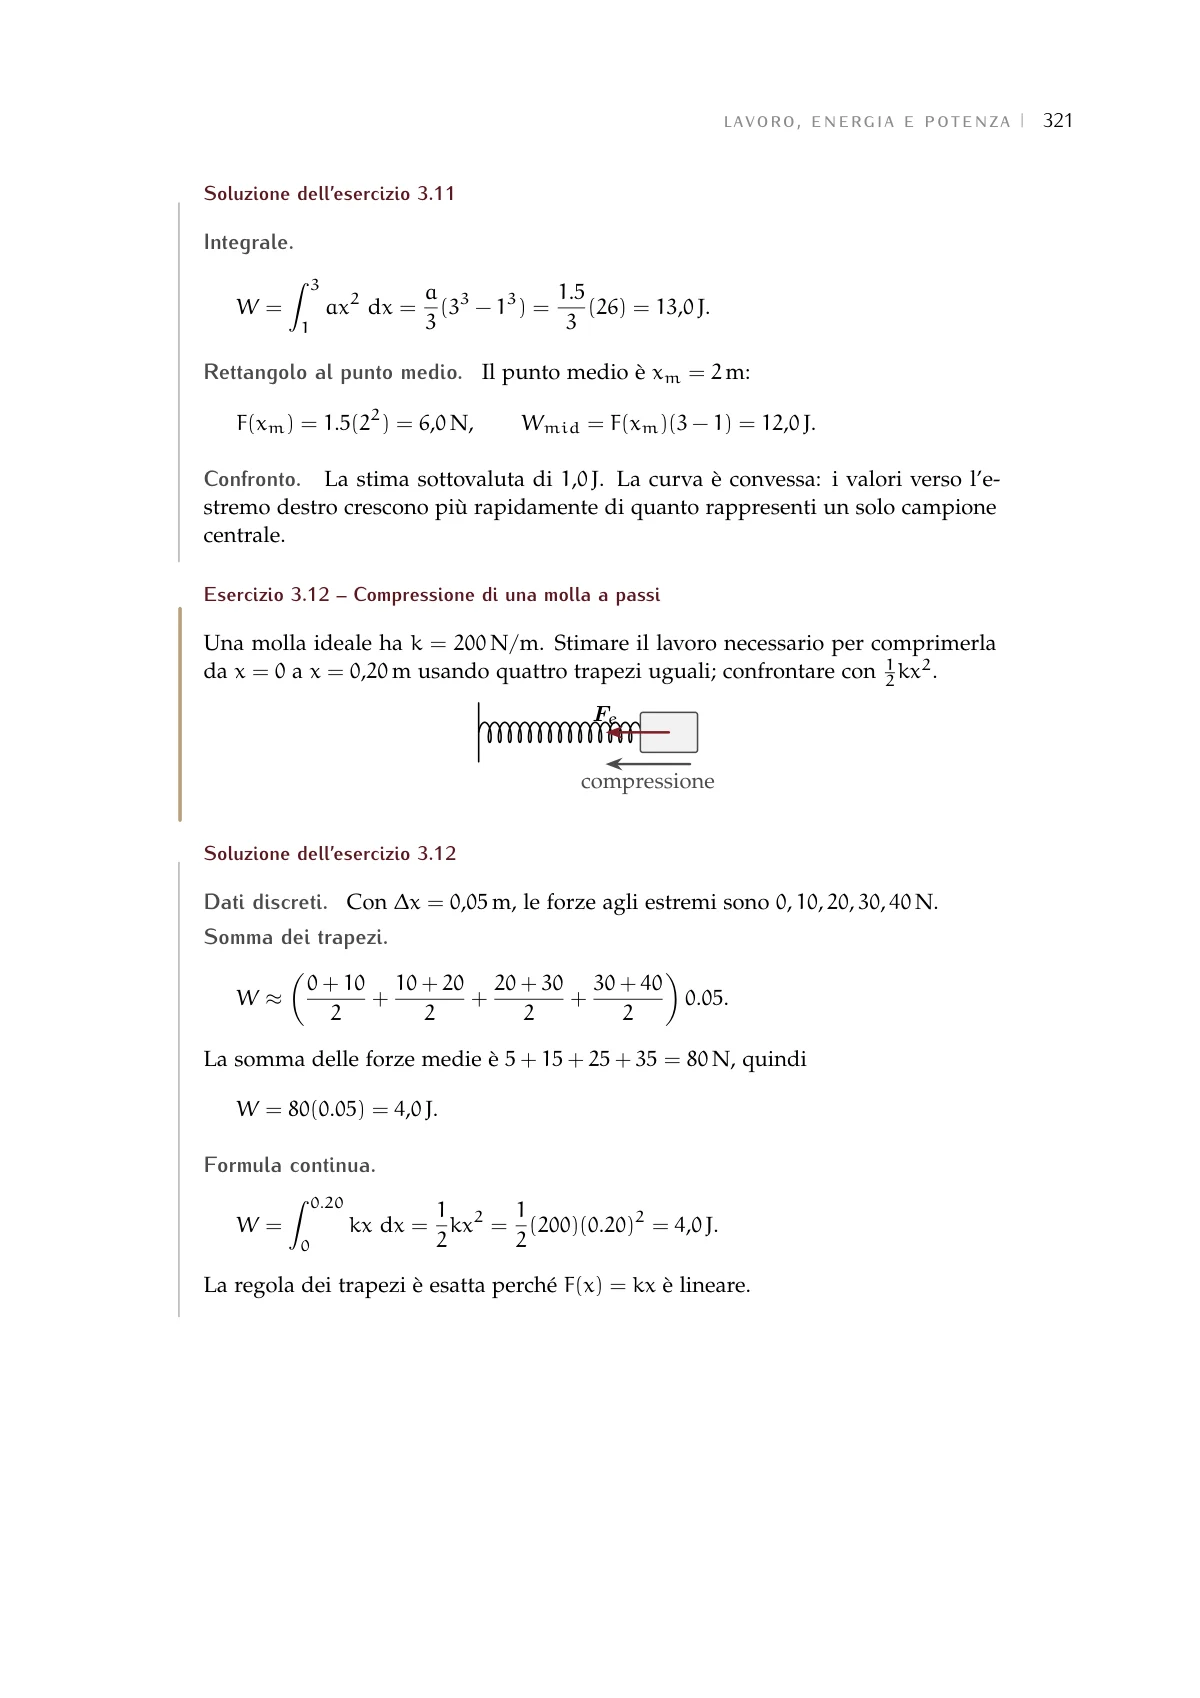 LAVORO, ENERGIA E POTENZA | 321
Soluzione dell'esercizio 3.11
Integrale.
W = ∫₁³ ax² dx = a/3 (3³ − 1³) = 1.5/3 (26) = 13,0 J.
Rettangolo al punto medio. Il punto medio è xₘ = 2 m:
F(xₘ) = 1.5(2²) = 6,0 N, W_mid = F(xₘ)(3 − 1) = 12,0 J.
Confronto. La stima sottovaluta di 1,0 J. La curva è convessa: i valori verso l'e-
stremo destro crescono più rapidamente di quanto rappresenti un solo campione
centrale.
Esercizio 3.12 – Compressione di una molla a passi
Una molla ideale ha k = 200 N/m. Stimare il lavoro necessario per comprimerla
da x = 0 a x = 0,20 m usando quattro trapezi uguali; confrontare con ½kx².
Fₑ
compressione
Soluzione dell'esercizio 3.12
Dati discreti. Con Δx = 0,05 m, le forze agli estremi sono 0, 10, 20, 30, 40 N.
Somma dei trapezi.
W ≈ ((0 + 10)/2 + (10 + 20)/2 + (20 + 30)/2 + (30 + 40)/2) 0.05.
La somma delle forze medie è 5 + 15 + 25 + 35 = 80 N, quindi
W = 80(0.05) = 4,0 J.
Formula continua.
W = ∫₀^0.20 kx dx = 1/2 kx² = 1/2 (200)(0.20)² = 4,0 J.
La regola dei trapezi è esatta perché F(x) = kx è lineare.